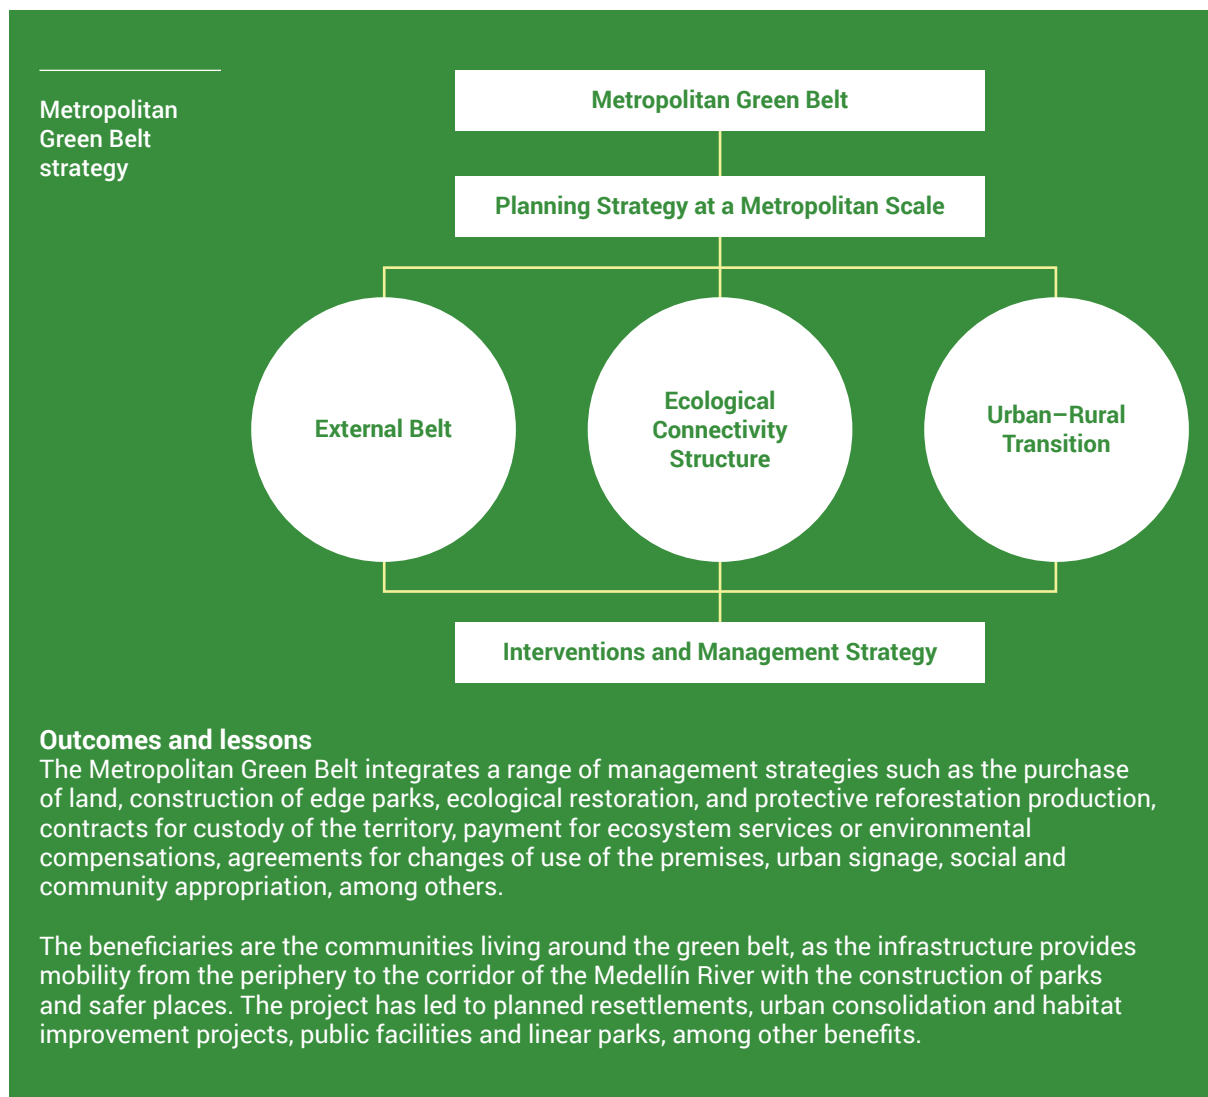 Metropolitan
Green Belt
strategy
Metropolitan Green Belt
Planning Strategy at a Metropolitan Scale
External Belt
Ecological
Connectivity
Structure
Urban–Rural
Transition
Interventions and Management Strategy
Outcomes and lessons
The Metropolitan Green Belt integrates a range of management strategies such as the purchase
of land, construction of edge parks, ecological restoration, and protective reforestation production,
contracts for custody of the territory, payment for ecosystem services or environmental
compensations, agreements for changes of use of the premises, urban signage, social and
community appropriation, among others.
The beneficiaries are the communities living around the green belt, as the infrastructure provides
mobility from the periphery to the corridor of the Medellín River with the construction of parks
and safer places. The project has led to planned resettlements, urban consolidation and habitat
improvement projects, public facilities and linear parks, among other benefits.